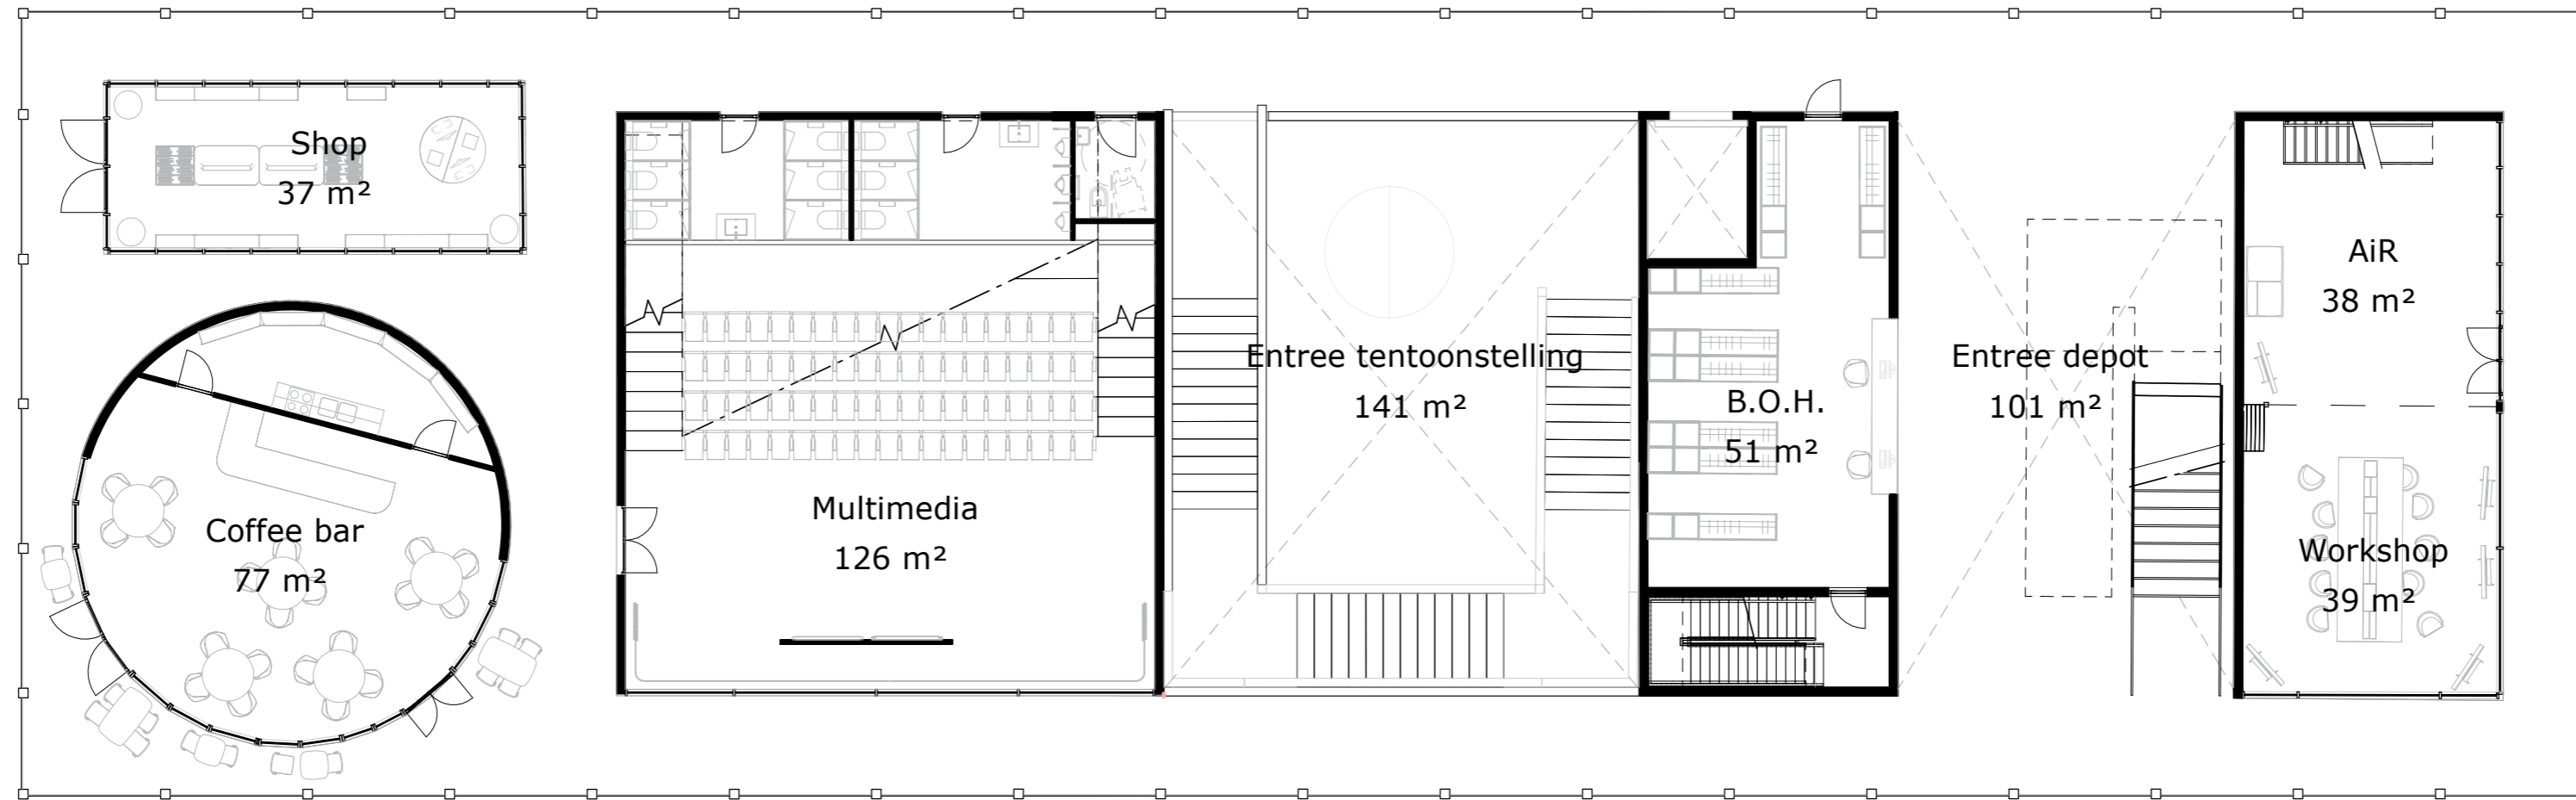 Shop
37 m²
Coffee bar
77 m²
Multimedia
126 m²
Entree tentoonstelling
141 m²
B.O.H.
51 m²
Entree depot
101 m²
AiR
38 m²
Workshop
39 m²